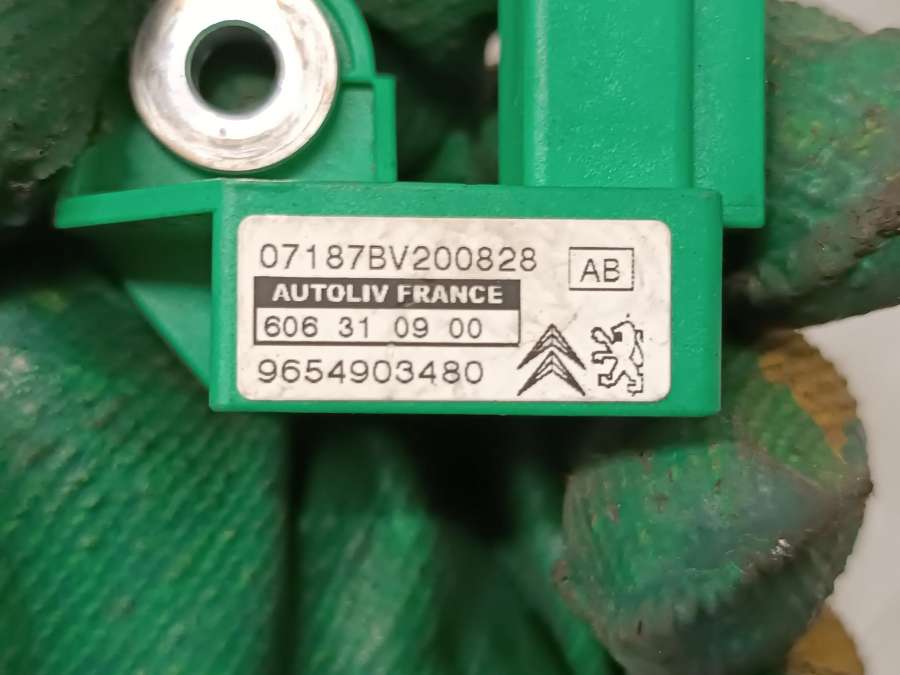 07187BV200828
AB
AUTOLIV FRANCE
606 31 09 00
9654903480